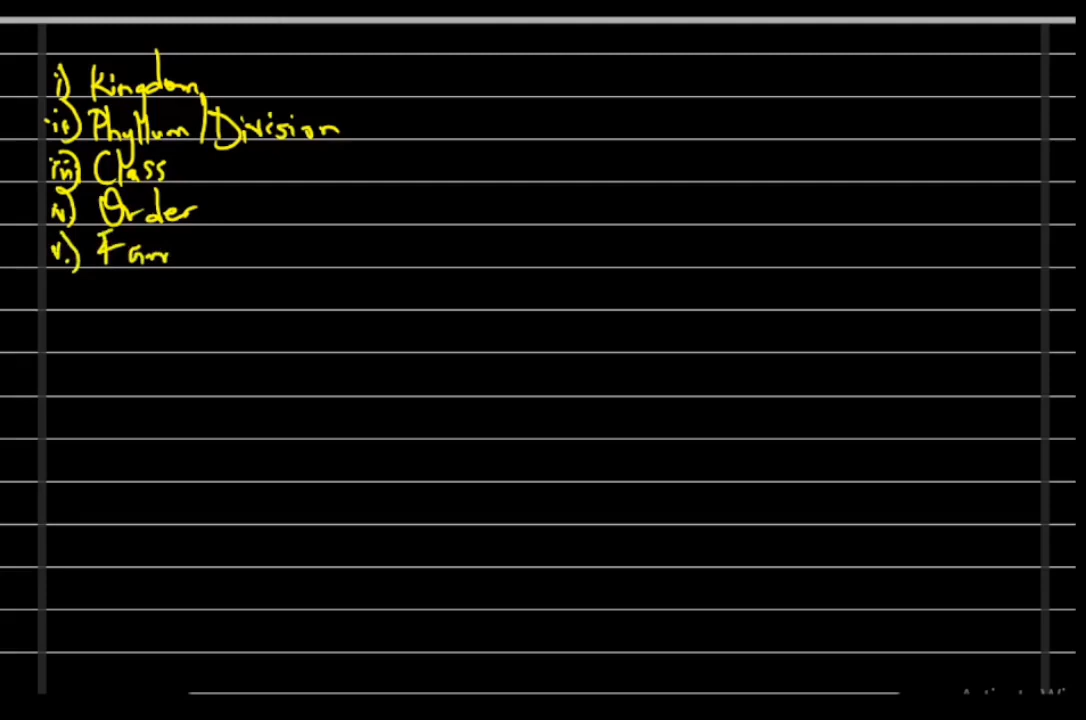 i) Kingdom
ii) Phyllum/Division
iii) Class
iv) Order
v.) Fam